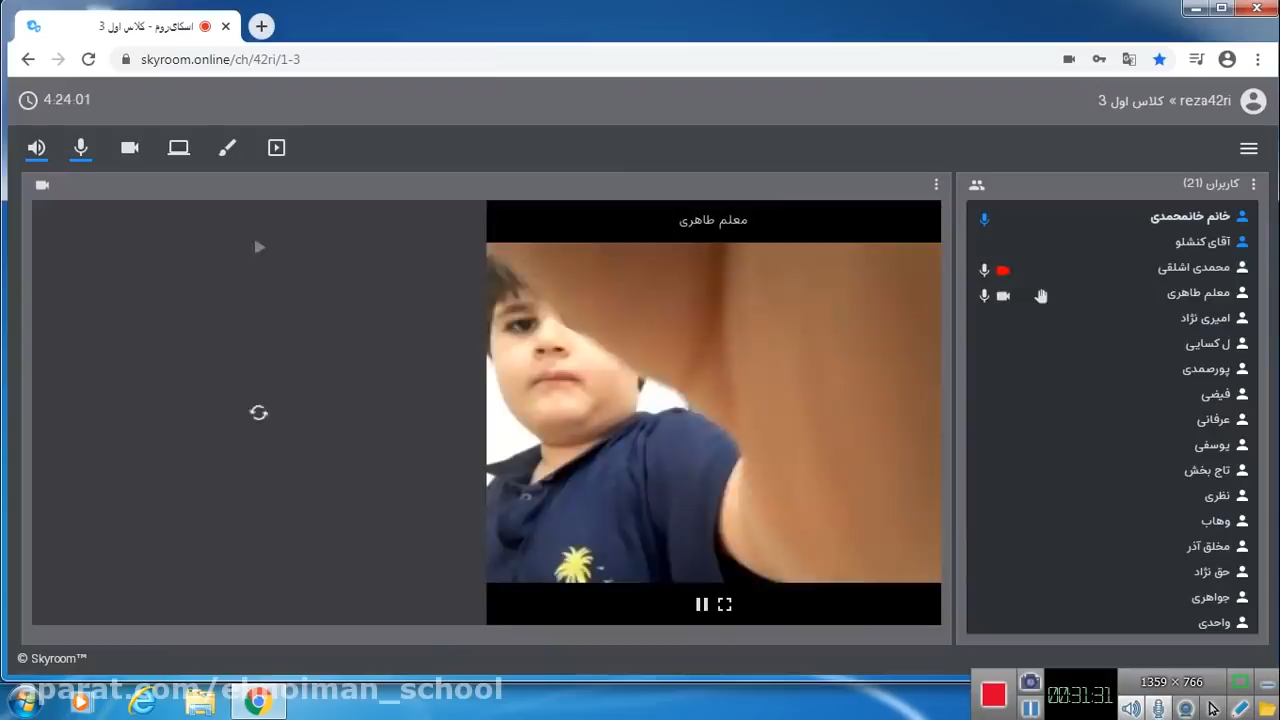 اسکای‌روم - کلاس اول 3
skyroom.online/ch/42ri/1-3
4:24:01
reza42ri » کلاس اول 3
کاربران (21)
معلم طاهری
خانم خانمحمدی
آقای کنشلو
محمدی اشلقی
معلم طاهری
امیری نژاد
ل کسایی
پورصمدی
فیضی
عرفانی
یوسفی
تاج بخش
نظری
وهاب
مخلق آذر
حق نژاد
جواهری
واحدی
© Skyroom™
1359 × 766
00:31:31